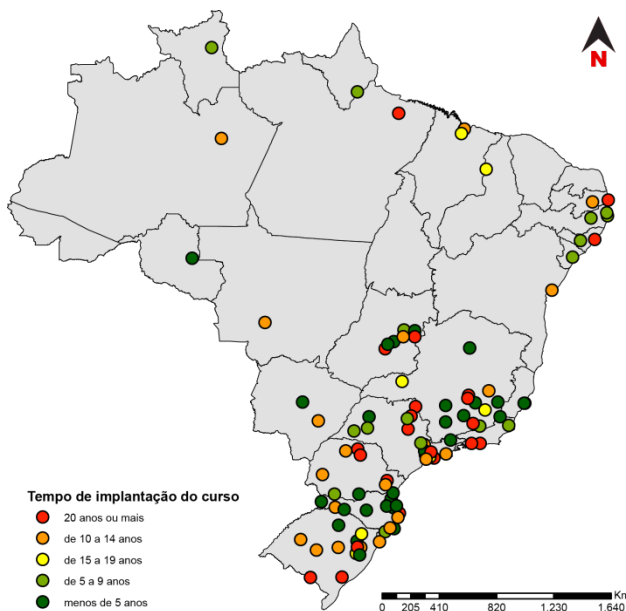 N
Tempo de implantação do curso
20 anos ou mais
de 10 a 14 anos
de 15 a 19 anos
de 5 a 9 anos
menos de 5 anos
Km
0 205 410 820 1.230 1.640